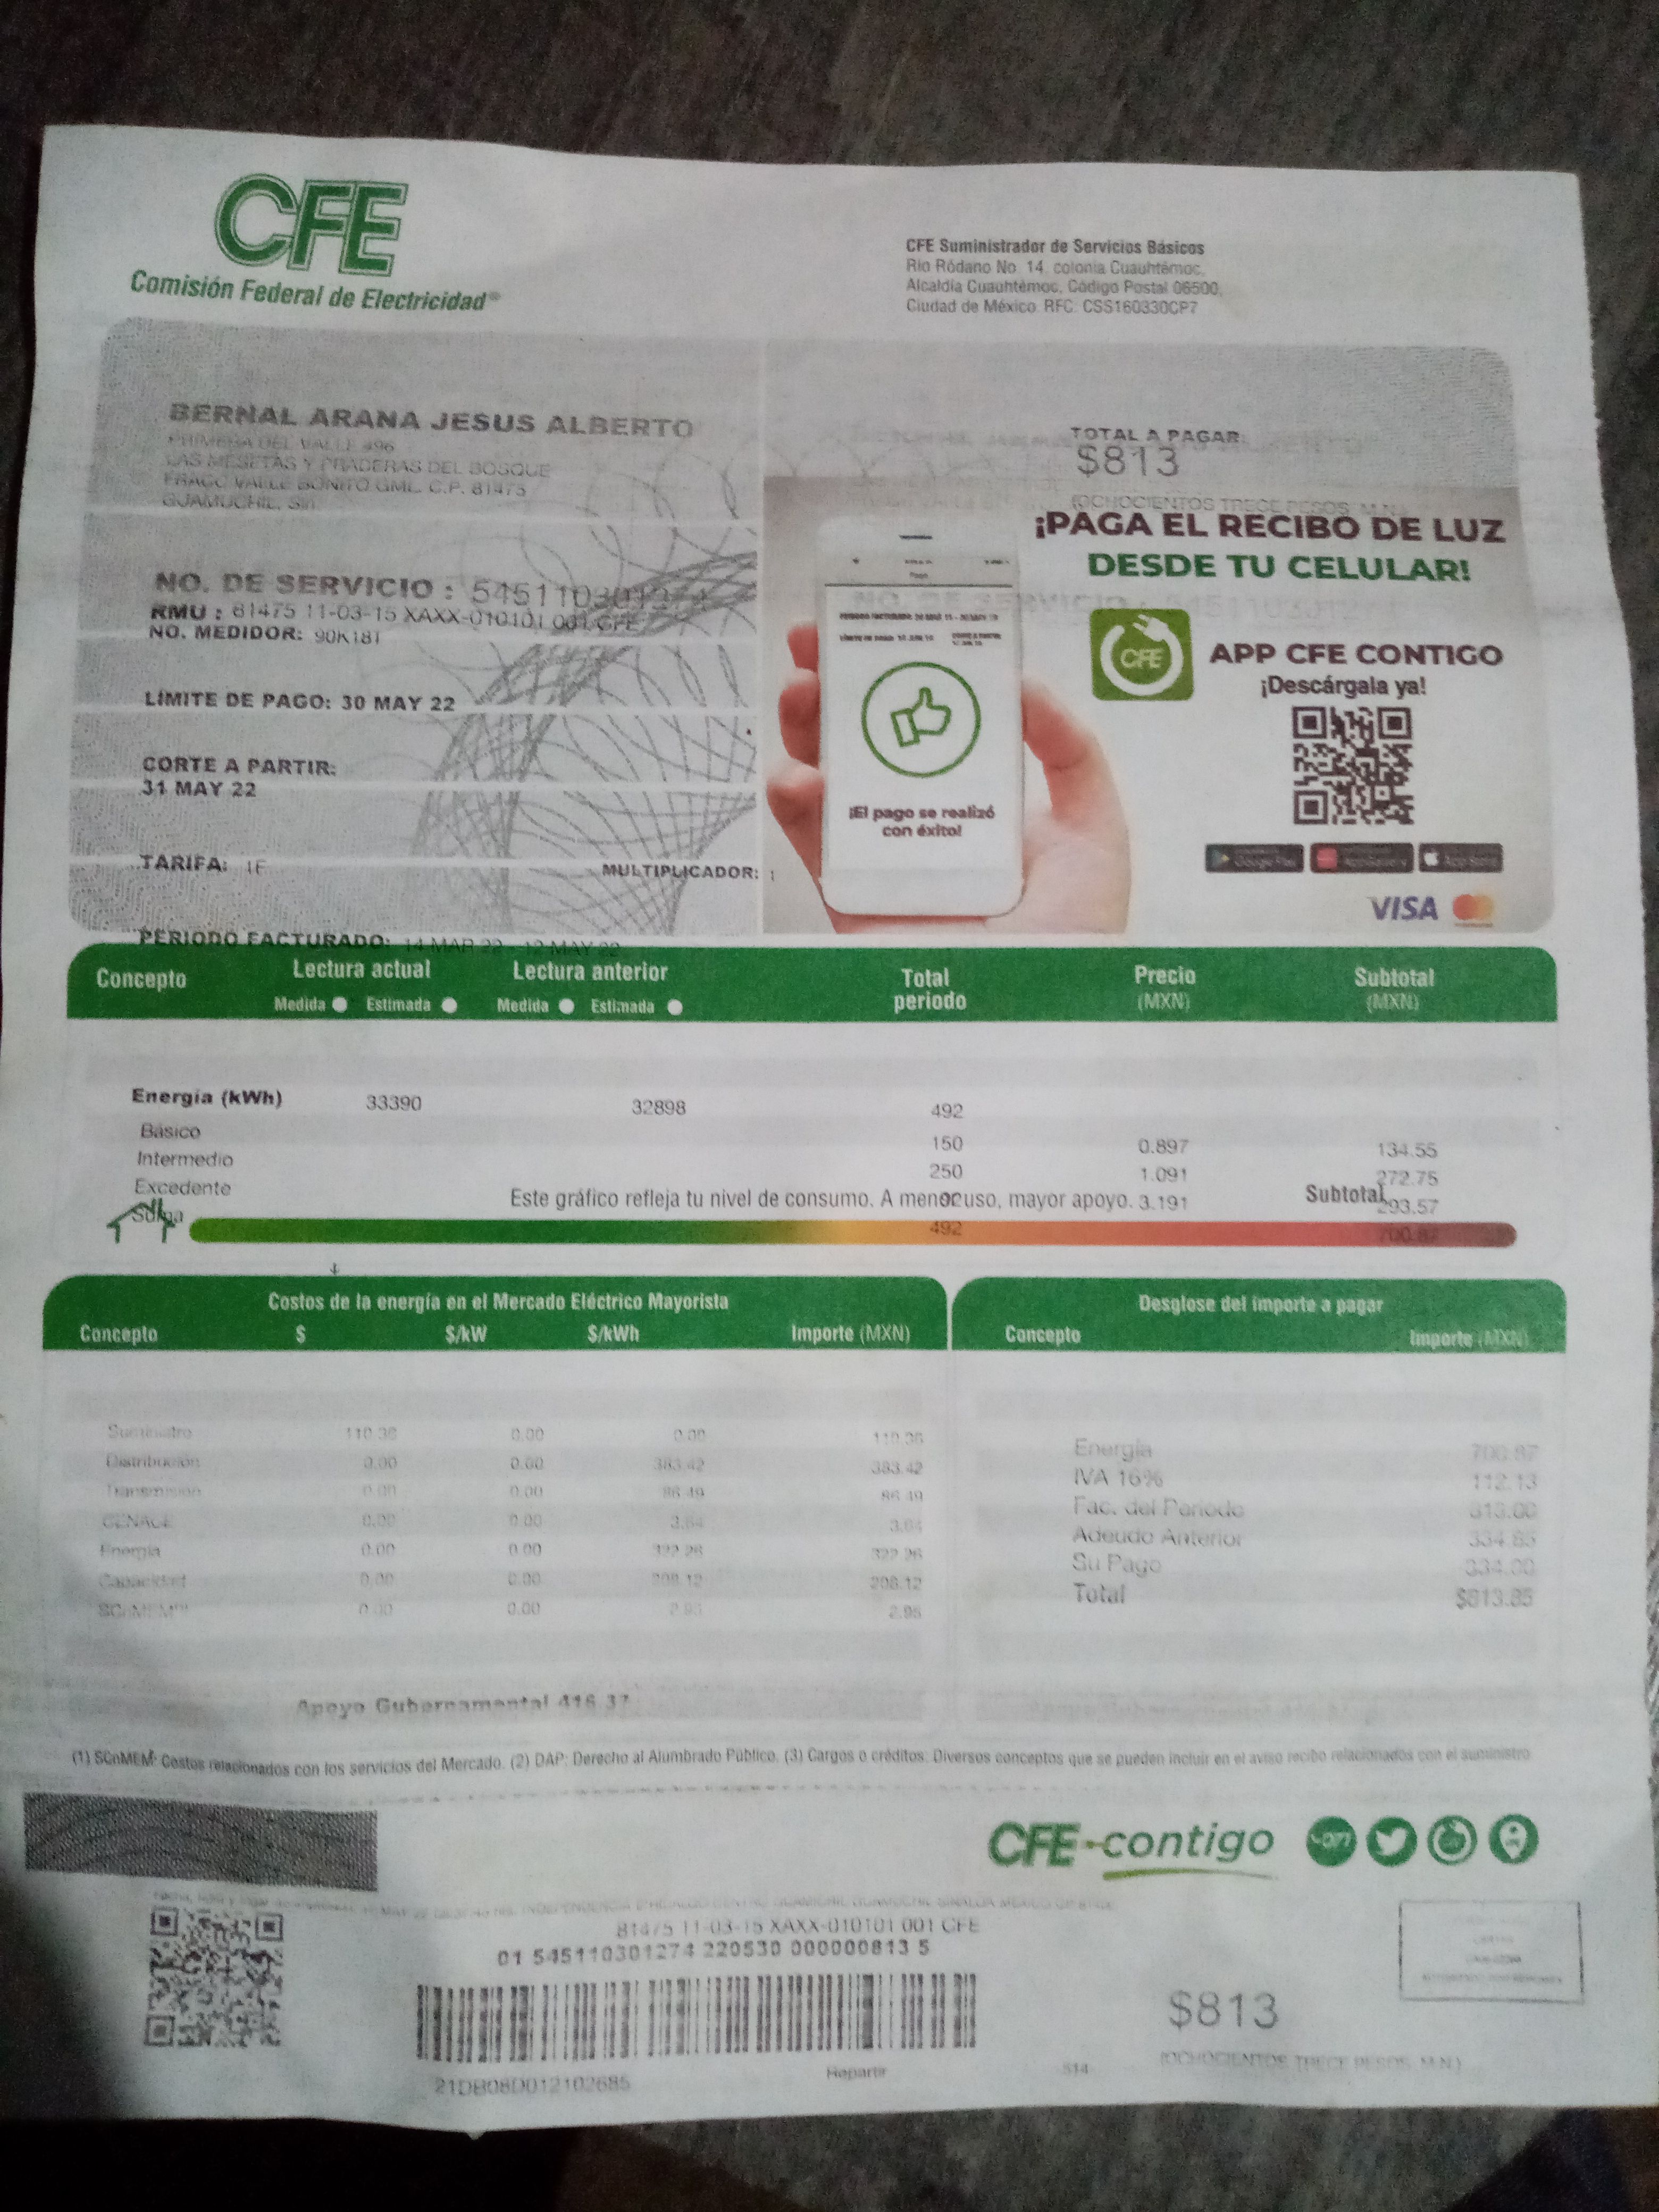 CFE
Comisión Federal de Electricidad®
CFE Suministrador de Servicios Básicos
Río Ródano No. 14, colonia Cuauhtémoc,
Alcaldía Cuauhtémoc, Código Postal 06500,
Ciudad de México. RFC. CSS160330CP7
BERNAL ARANA JESUS ALBERTO
PRIMERA DEL VALLE 496
LAS MESETAS Y PRADERAS DEL BOSQUE
FRACC VALLE BONITO GML. C.P. 81475
GUAMUCHIL, Sin.
TOTAL A PAGAR:
$813
(OCHOCIENTOS TRECE PESOS M.N.)
¡PAGA EL RECIBO DE LUZ
DESDE TU CELULAR!
NO. DE SERVICIO : 545110301274
RMU : 81475 11-03-15 XAXX-010101 001 CFE
NO. MEDIDOR: 90K18T
CFE
APP CFE CONTIGO
¡Descárgala ya!
LÍMITE DE PAGO: 30 MAY 22
CORTE A PARTIR:
31 MAY 22
¡El pago se realizó
con éxito!
Google Play AppGallery App Store
TARIFA: 1F MULTIPLICADOR: 1
VISA
PERIODO FACTURADO: 14 MAR 22 - 12 MAY 22
Concepto Lectura actual Lectura anterior Total periodo Precio (MXN) Subtotal (MXN)
Medida Estimada Medida Estimada
Energía (kWh) 33390 32898 492
Básico 150 0.897 134.55
Intermedio 250 1.091 272.75
Excedente 92 3.191 293.57
Este gráfico refleja tu nivel de consumo. A menor uso, mayor apoyo. Subtotal
Suma 492 700.87
Costos de la energía en el Mercado Eléctrico Mayorista
Concepto $ $/kW $/kWh Importe (MXN)
Suministro 110.36 0.00 0.00 110.36
Distribución 0.00 0.00 383.42 383.42
Transmisión 0.00 0.00 86.49 86.49
CENACE 0.00 0.00 3.64 3.64
Energía 0.00 0.00 322.26 322.26
Capacidad 0.00 0.00 208.12 208.12
SCnMEM(1) 0.00 0.00 2.95 2.95
Apoyo Gubernamental 416.37
Desglose del importe a pagar
Concepto Importe (MXN)
Energía 700.87
IVA 16% 112.13
Fac. del Periodo 813.00
Adeudo Anterior 334.85
Su Pago 334.00
Total $813.85
(1) SCnMEM: Costos relacionados con los servicios del Mercado. (2) DAP: Derecho al Alumbrado Público. (3) Cargos o créditos: Diversos conceptos que se pueden incluir en el aviso recibo relacionados con el suministro
CFE-contigo
071
81475 11-03-15 XAXX-010101 001 CFE
01 545110301274 220530 000000813 5
$813
(OCHOCIENTOS TRECE PESOS M.N.)
Repartir
514
21DB08D012102685